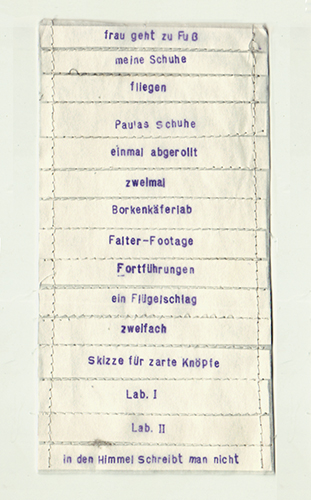 frau geht zu Fuß
meine Schuhe
fliegen
Paulas Schuhe
einmal abgerollt
zweimal
Borkenkäferlab
Falter-Footage
Fortführungen
ein Flügelschlag
zweifach
Skizze für zarte Knöpfe
Lab. I
Lab. II
in den Himmel Schreibt man nicht